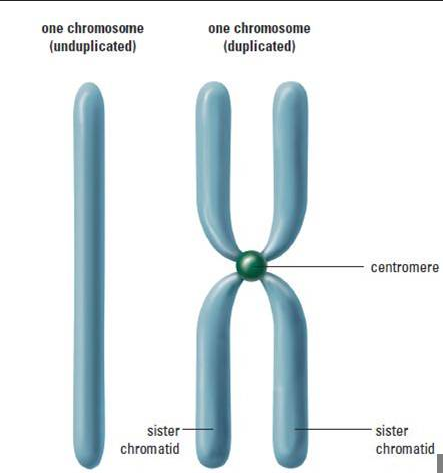 one chromosome
(unduplicated)
one chromosome
(duplicated)
centromere
sister
chromatid
sister
chromatid